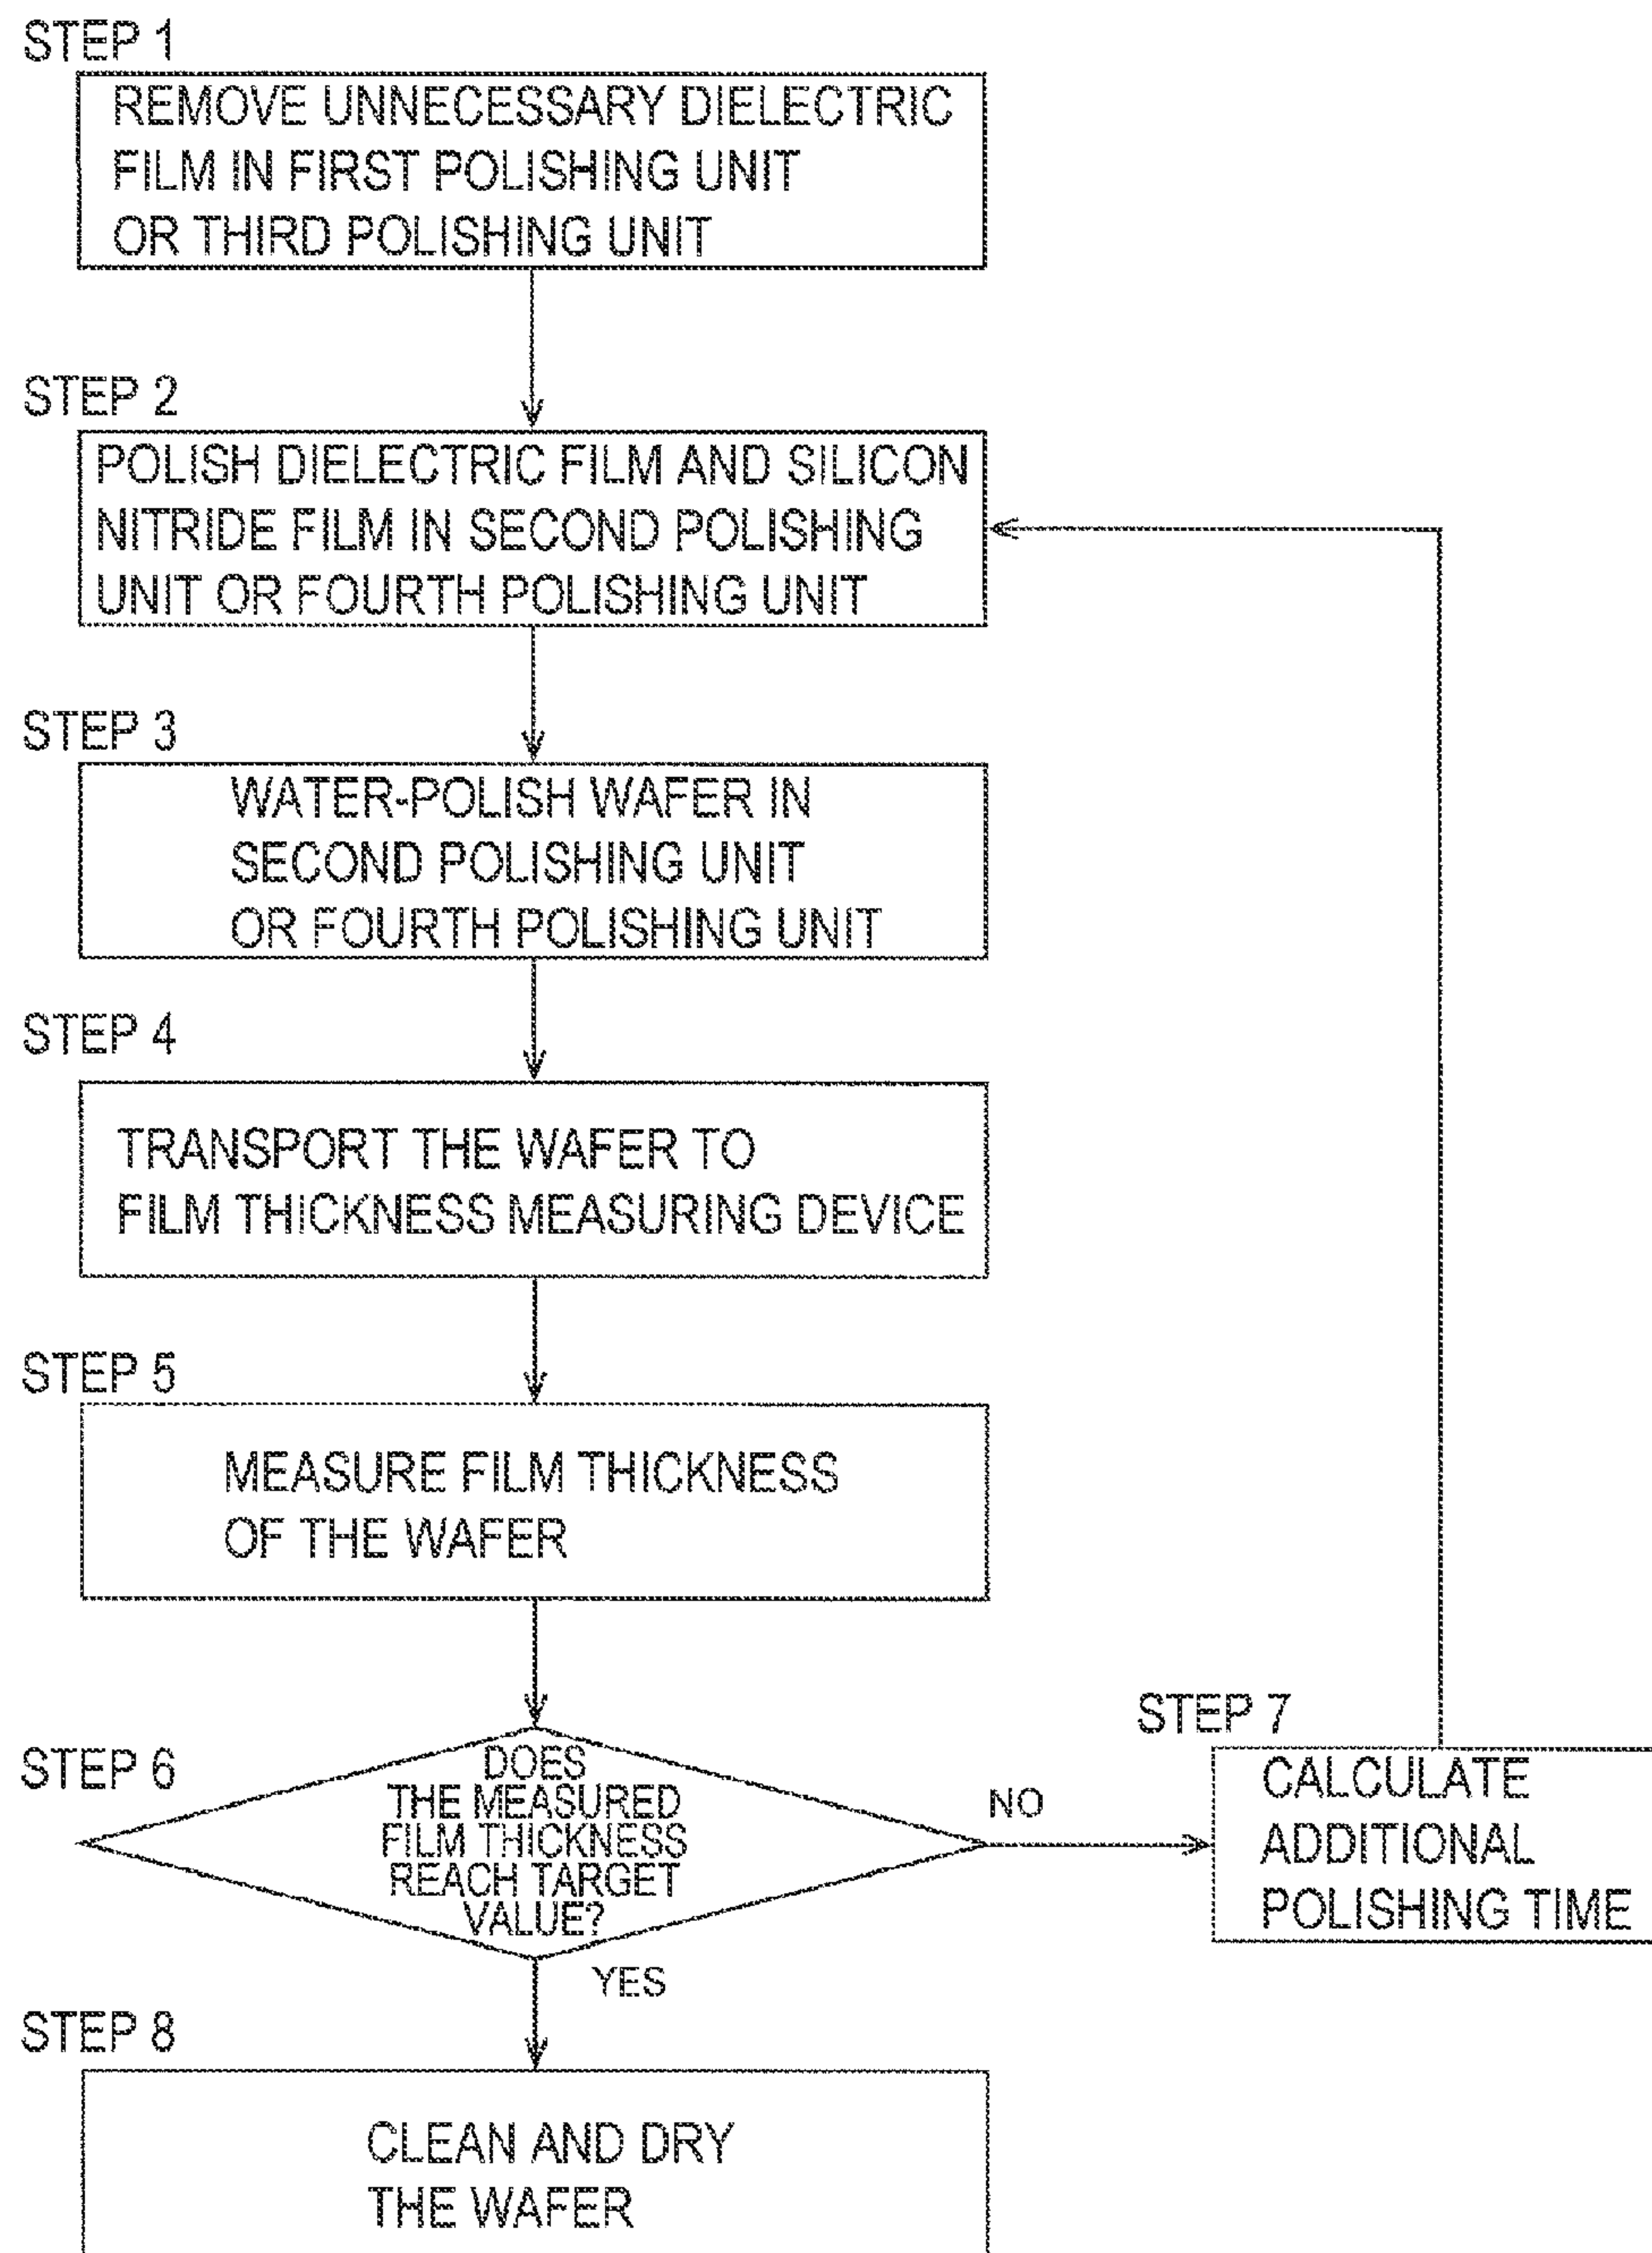 STEP 1
REMOVE UNNECESSARY DIELECTRIC
FILM IN FIRST POLISHING UNIT
OR THIRD POLISHING UNIT
STEP 2
POLISH DIELECTRIC FILM AND SILICON
NITRIDE FILM IN SECOND POLISHING
UNIT OR FOURTH POLISHING UNIT
STEP 3
WATER-POLISH WAFER IN
SECOND POLISHING UNIT
OR FOURTH POLISHING UNIT
STEP 4
TRANSPORT THE WAFER TO
FILM THICKNESS MEASURING DEVICE
STEP 5
MEASURE FILM THICKNESS
OF THE WAFER
STEP 6
DOES
THE MEASURED
FILM THICKNESS
REACH TARGET
VALUE?
NO
STEP 7
CALCULATE
ADDITIONAL
POLISHING TIME
YES
STEP 8
CLEAN AND DRY
THE WAFER